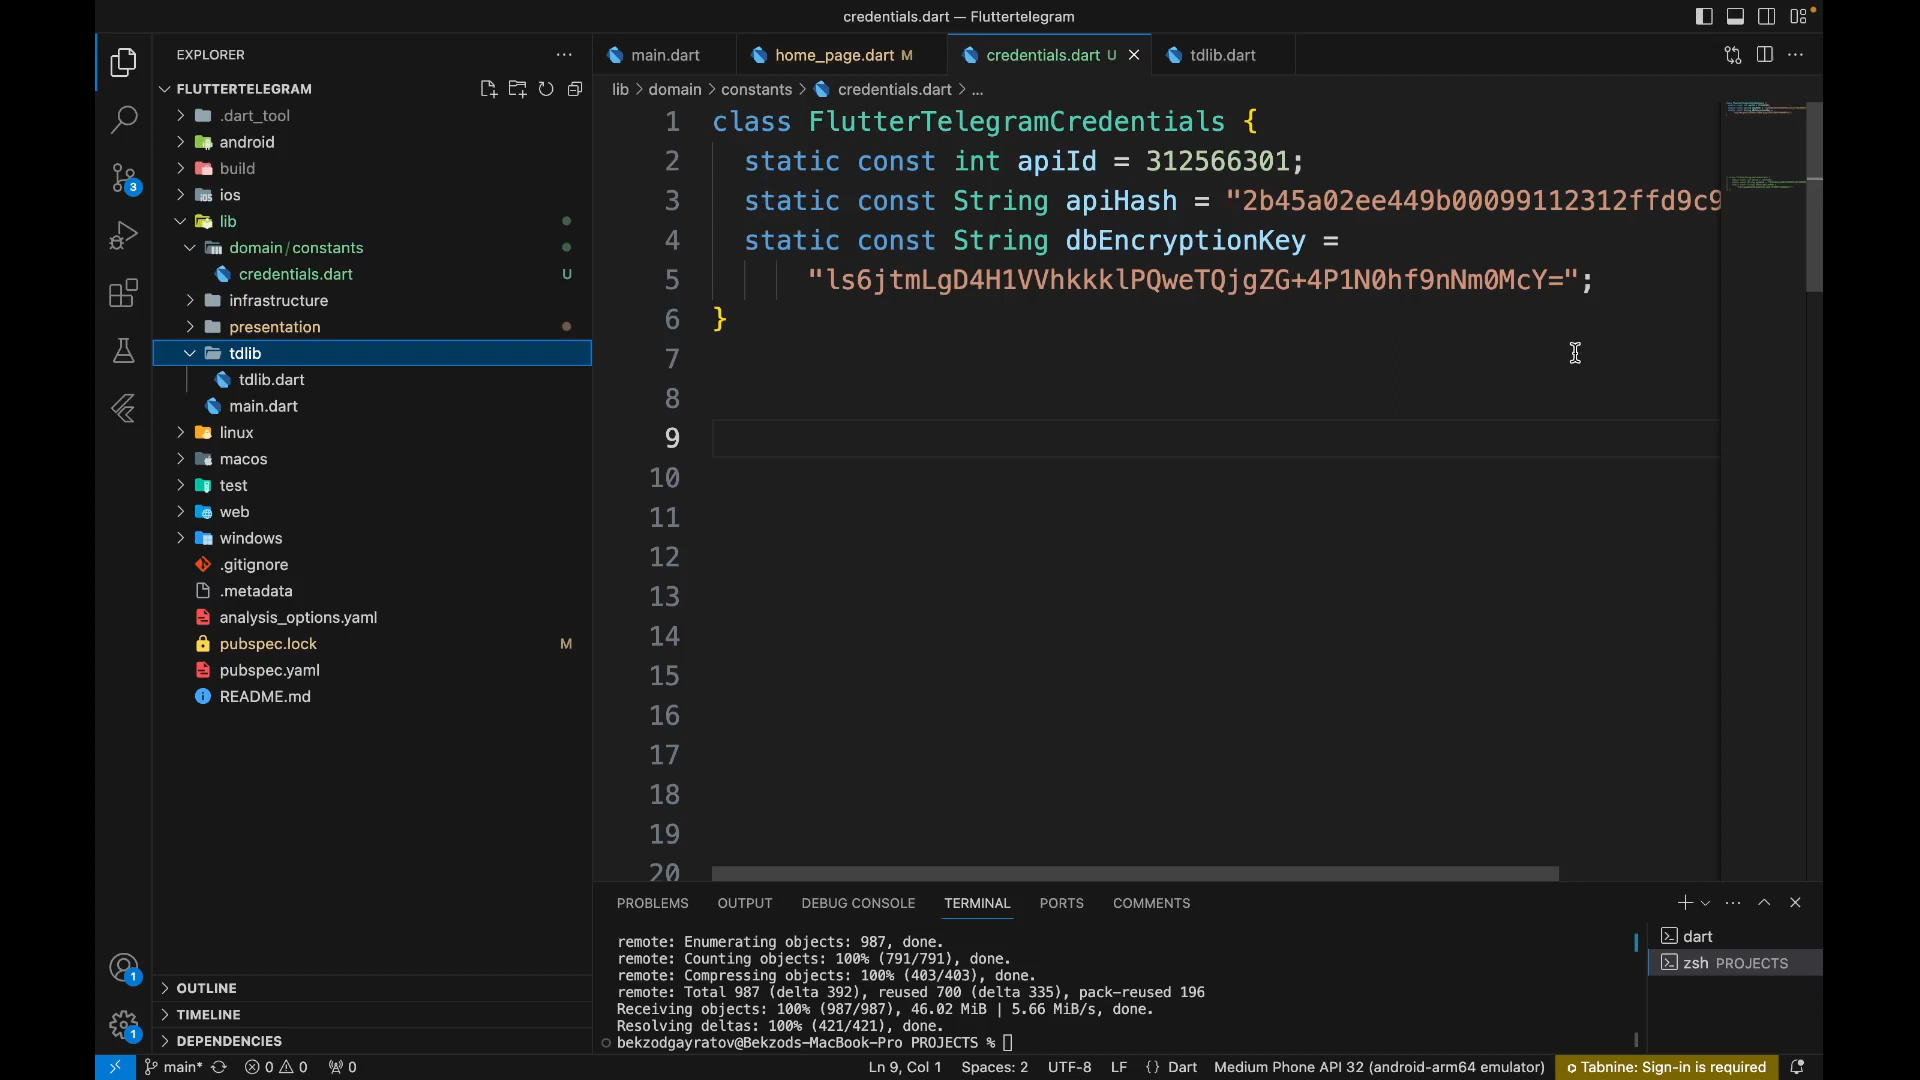 credentials.dart — Fluttertelegram
EXPLORER
FLUTTERTELEGRAM
.dart_tool
android
build
ios
lib
domain/constants
credentials.dart U
infrastructure
presentation
tdlib
tdlib.dart
main.dart
linux
macos
test
web
windows
.gitignore
.metadata
analysis_options.yaml
pubspec.lock M
pubspec.yaml
README.md
OUTLINE
TIMELINE
DEPENDENCIES
3
1
1
main.dart
home_page.dart M
credentials.dart U
tdlib.dart
lib > domain > constants > credentials.dart > ...
1 class FlutterTelegramCredentials {
2 static const int apiId = 312566301;
3 static const String apiHash = "2b45a02ee449b00099112312ffd9c9
4 static const String dbEncryptionKey =
5 "ls6jtmLgD4H1VVhkkklPQweTQjgZG+4P1N0hf9nNm0McY=";
6 }
7
8
9
10
11
12
13
14
15
16
17
18
19
20
PROBLEMS OUTPUT DEBUG CONSOLE TERMINAL PORTS COMMENTS
remote: Enumerating objects: 987, done.
remote: Counting objects: 100% (791/791), done.
remote: Compressing objects: 100% (403/403), done.
remote: Total 987 (delta 392), reused 700 (delta 335), pack-reused 196
Receiving objects: 100% (987/987), 46.02 MiB | 5.66 MiB/s, done.
Resolving deltas: 100% (421/421), done.
bekzodgayratov@Bekzods-MacBook-Pro PROJECTS %
dart
zsh PROJECTS
main* 0 0 0
Ln 9, Col 1 Spaces: 2 UTF-8 LF {} Dart Medium Phone API 32 (android-arm64 emulator) Tabnine: Sign-in is required